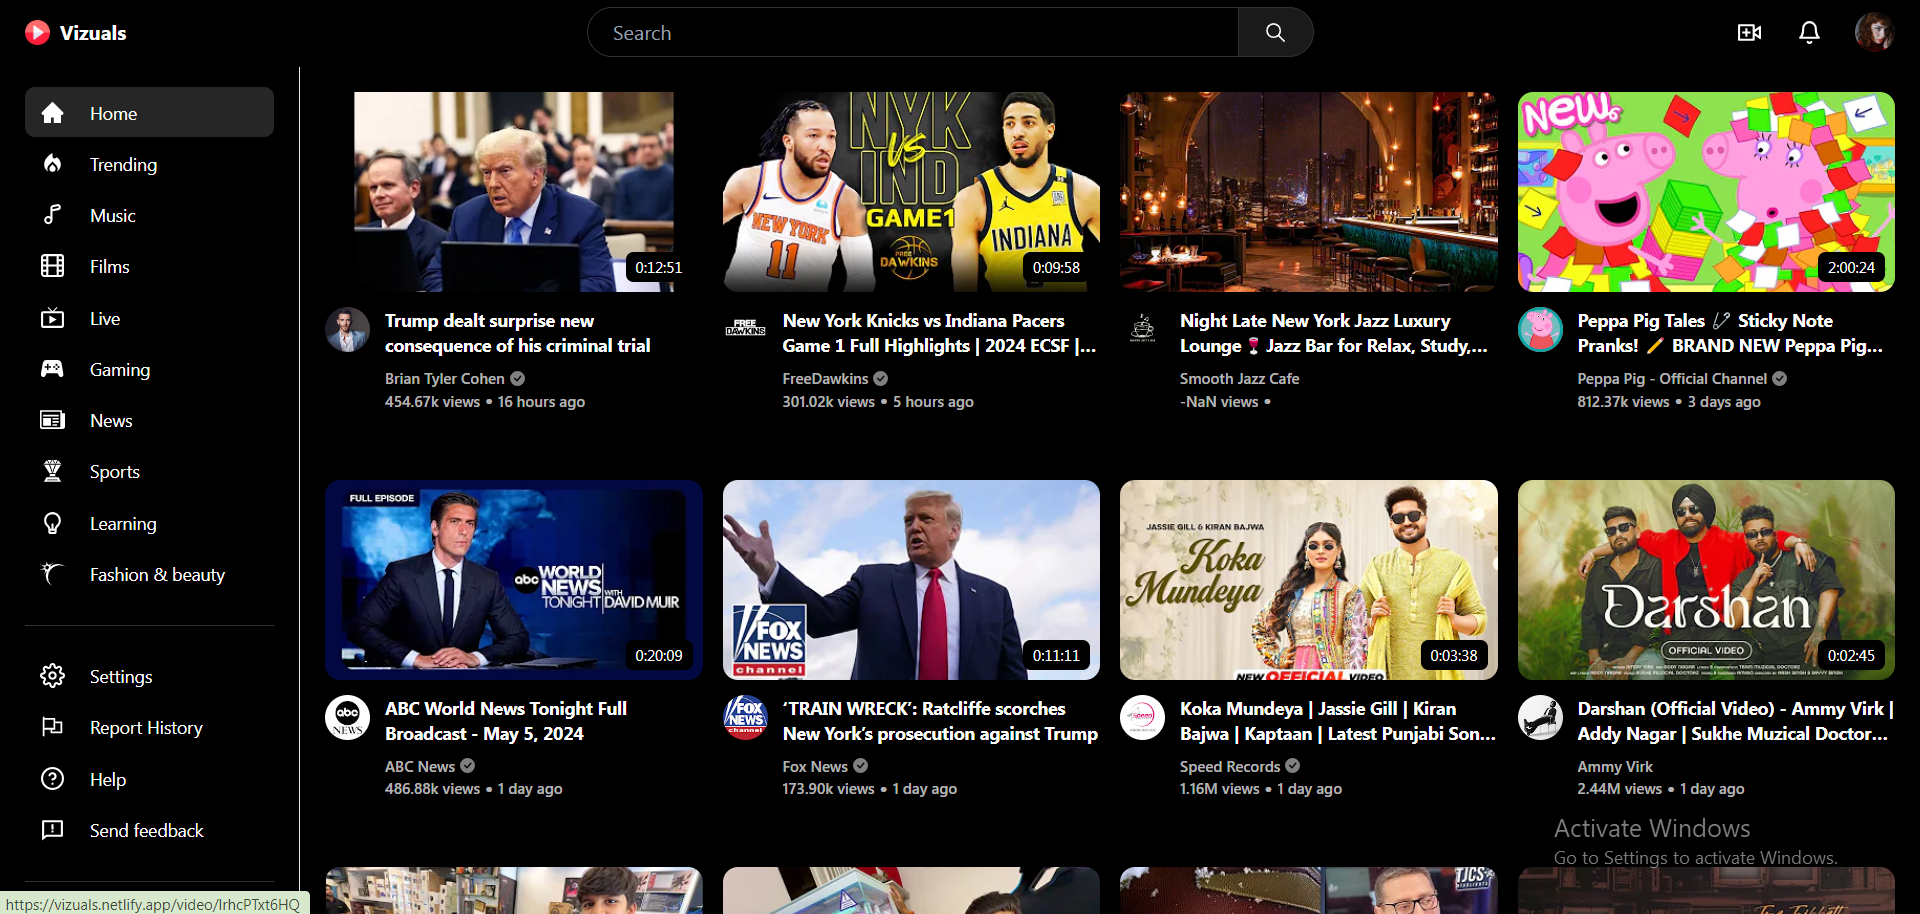 Vizuals
Search
Home
Trending
Music
Films
Live
Gaming
News
Sports
Learning
Fashion & beauty
Settings
Report History
Help
Send feedback
0:12:51
Trump dealt surprise new
consequence of his criminal trial
Brian Tyler Cohen
454.67k views • 16 hours ago
NYK
VS
IND
GAME1
NEW YORK
11
INDIANA
FREE
DAWKINS
0:09:58
FREE
DAWKINS
New York Knicks vs Indiana Pacers
Game 1 Full Highlights | 2024 ECSF |...
FreeDawkins
301.02k views • 5 hours ago
Night Late New York Jazz Luxury
Lounge 🍷 Jazz Bar for Relax, Study,...
Smooth Jazz Cafe
-NaN views •
New
2:00:24
Peppa Pig Tales 🪝 Sticky Note
Pranks! 🖍️ BRAND NEW Peppa Pig...
Peppa Pig - Official Channel
812.37k views • 3 days ago
FULL EPISODE
abc WORLD
NEWS
TONIGHT WITH DAVID MUIR
0:20:09
abc
NEWS
ABC World News Tonight Full
Broadcast - May 5, 2024
ABC News
486.88k views • 1 day ago
FOX
NEWS
channel
0:11:11
FOX
NEWS
channel
‘TRAIN WRECK’: Ratcliffe scorches
New York’s prosecution against Trump
Fox News
173.90k views • 1 day ago
JASSIE GILL & KIRAN BAJWA
Koka
Mundeya
NEW OFFICIAL VIDEO
0:03:38
Speed
Koka Mundeya | Jassie Gill | Kiran
Bajwa | Kaptaan | Latest Punjabi Son...
Speed Records
1.16M views • 1 day ago
Darshan
OFFICIAL VIDEO
0:02:45
Darshan (Official Video) - Ammy Virk |
Addy Nagar | Sukhe Muzical Doctor...
Ammy Virk
2.44M views • 1 day ago
Activate Windows
Go to Settings to activate Windows.
TJCS
https://vizuals.netlify.app/video/IrhcPTxt6HQ